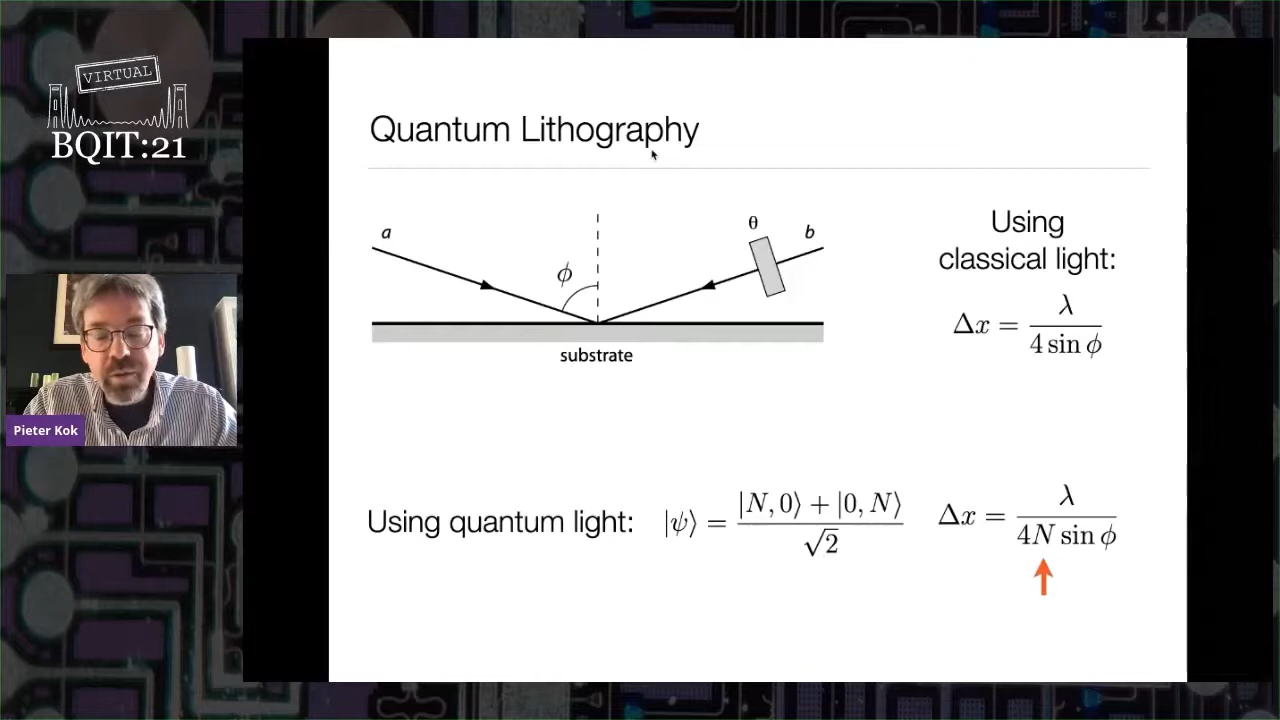 VIRTUAL
BQIT:21
Pieter Kok
Quantum Lithography
a
ϕ
θ
b
substrate
Using
classical light:
Δx = λ / (4 sin ϕ)
Using quantum light: |ψ⟩ = (|N, 0⟩ + |0, N⟩) / √2 Δx = λ / (4N sin ϕ)